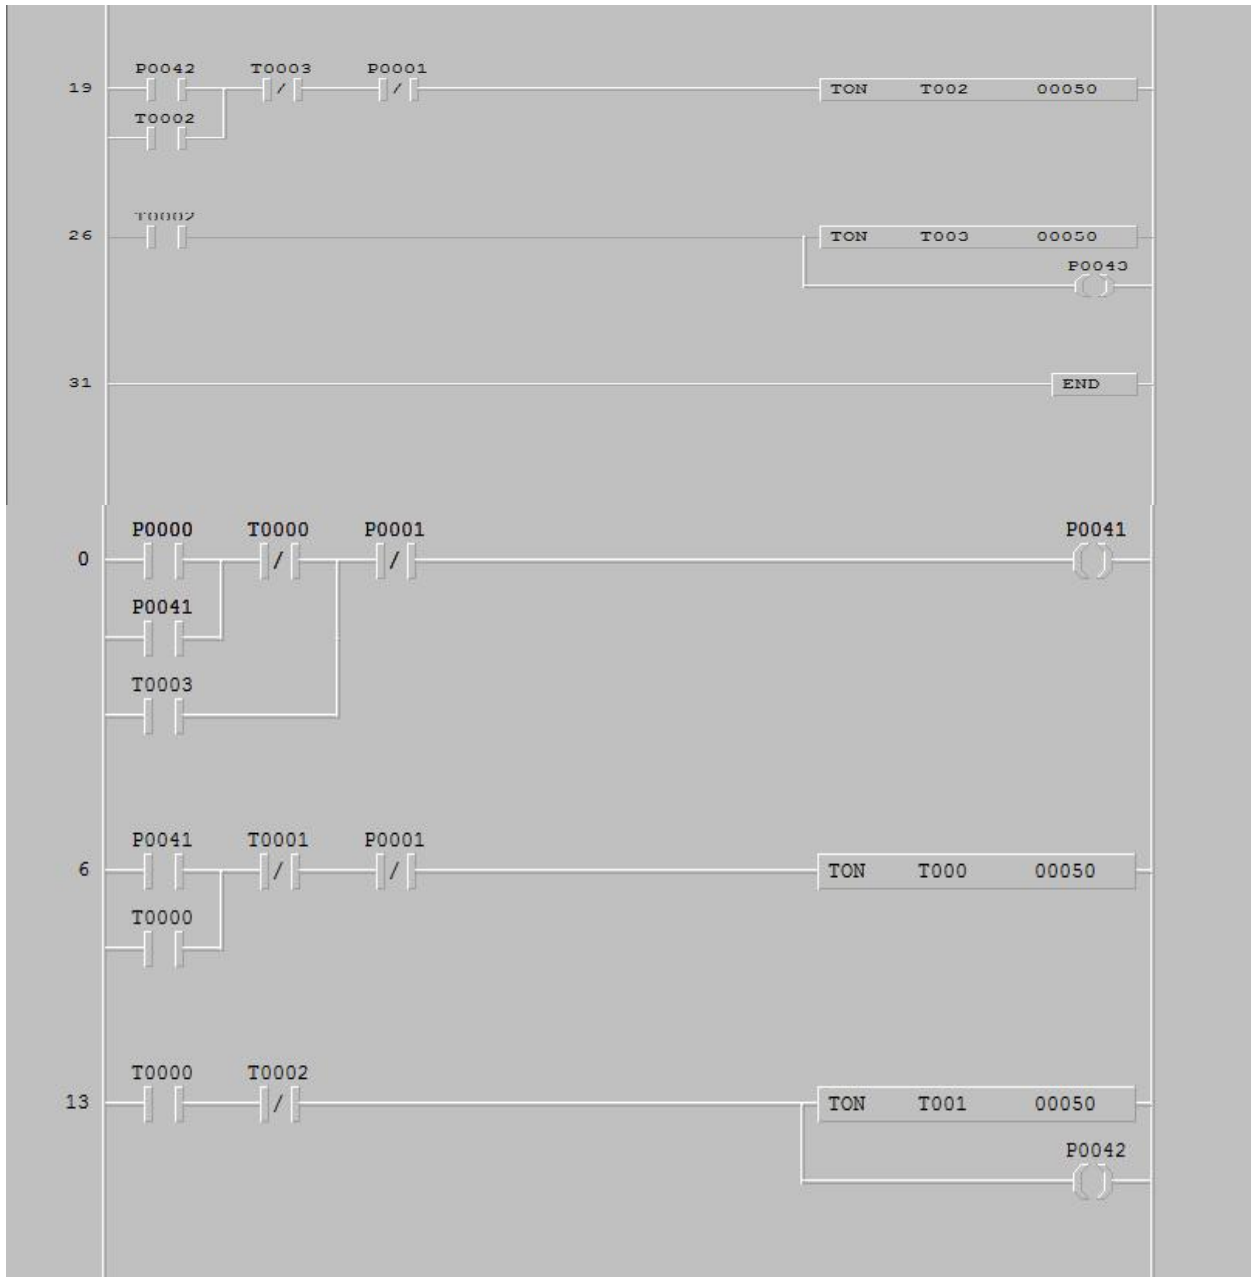 P0042 T0003 P0001
19 / / TON T002 00050
T0002
T0002
26 TON T003 00050
P0043
31 END
P0000 T0000 P0001 P0041
0 / /
P0041
T0003
P0041 T0001 P0001
6 / / TON T000 00050
T0000
T0000 T0002
13 / TON T001 00050
P0042